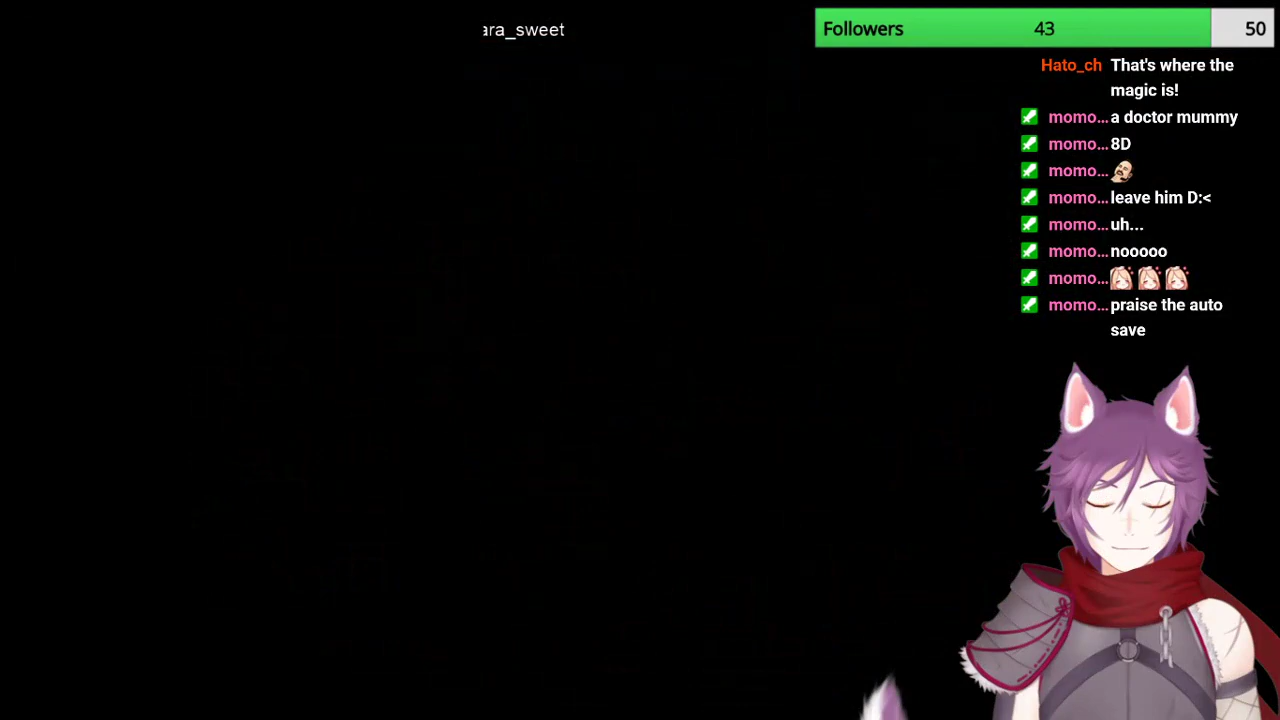 ara_sweet
Followers 43 50
Hato_ch That's where the
magic is!
momo... a doctor mummy
momo... 8D
momo...
momo... leave him D:<
momo... uh...
momo... nooooo
momo...
momo... praise the auto
save